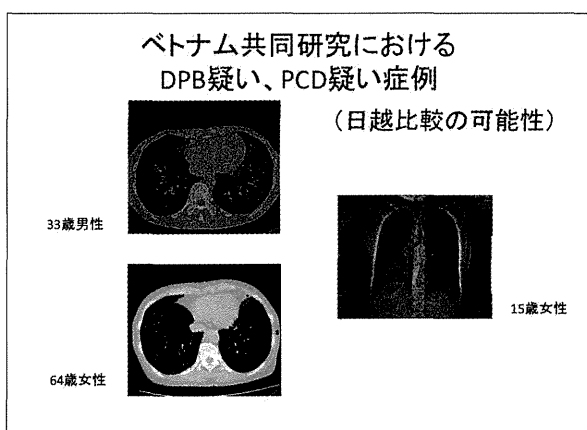 ベトナム共同研究における
DPB疑い、PCD疑い症例
（日越比較の可能性）
33歳男性
15歳女性
64歳女性